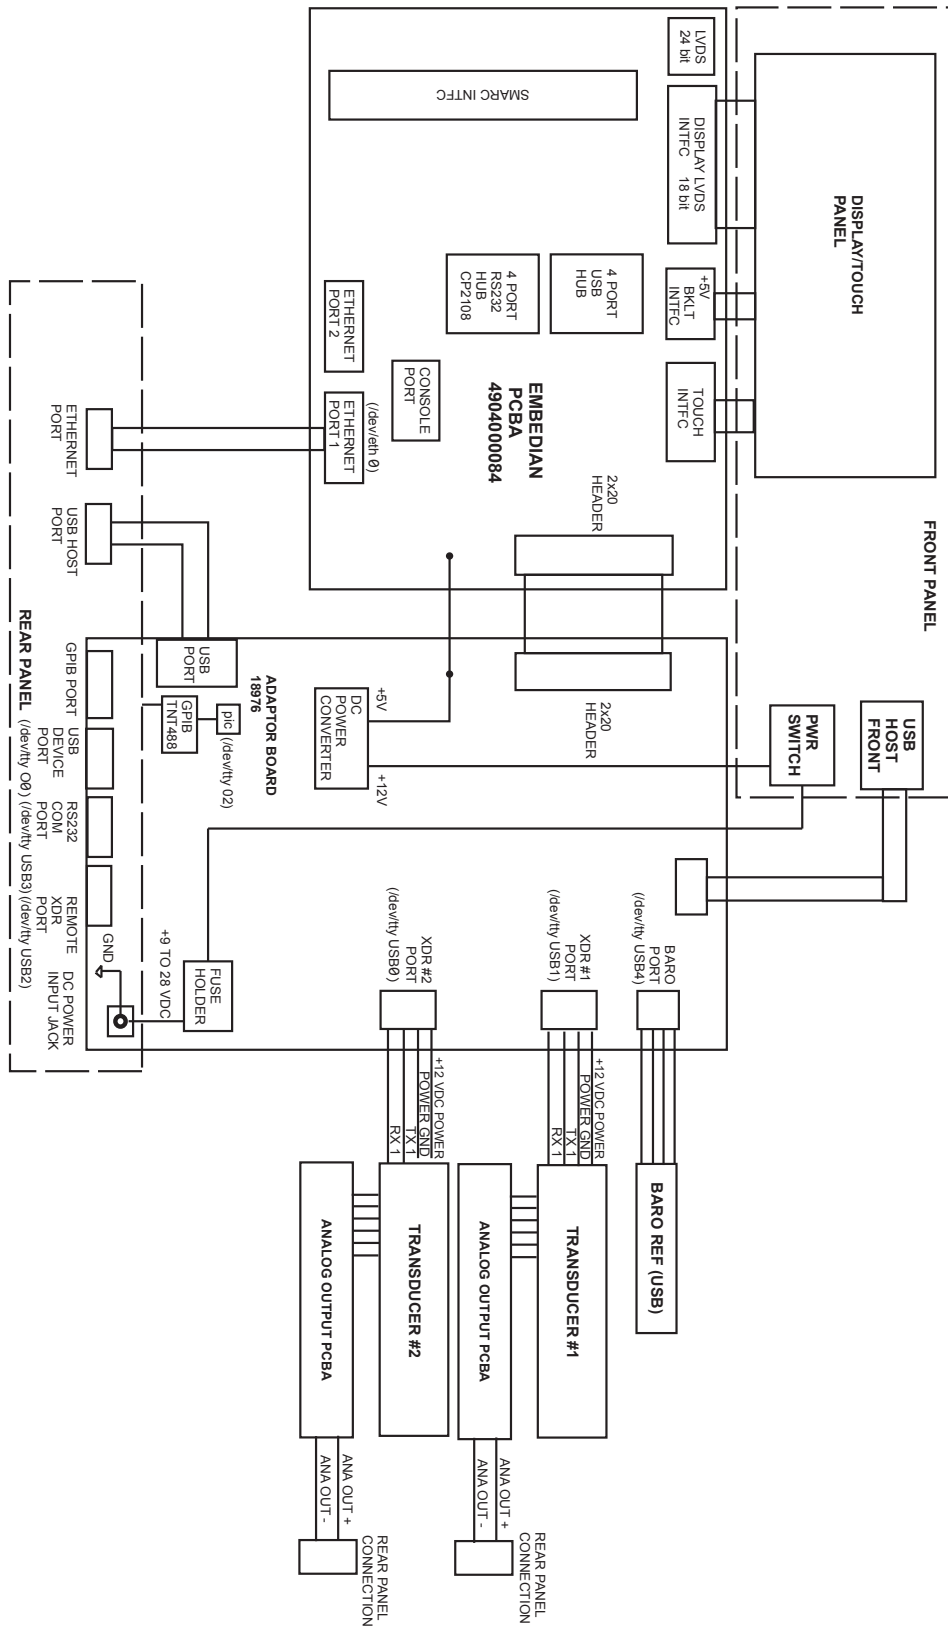 FRONT PANEL
DISPLAY/TOUCH
PANEL
USB
HOST
FRONT
PWR
SWITCH
LVDS
24 bit
DISPLAY LVDS
INTFC 18 bit
+5V
BKLT
INTFC
TOUCH
INTFC
SMARC INTFC
4 PORT
USB
HUB
4 PORT
RS232
HUB
CP2108
EMBEDIAN
PCBA
4904000084
2x20
HEADER
CONSOLE
PORT
ETHERNET
PORT 2
(/dev/eth 0)
ETHERNET
PORT1
2x20
HEADER
+5V
+12V
DC
POWER
CONVERTER
ADAPTOR BOARD
18976
USB
PORT
pic
(/dev/tty 02)
GPIB
TNT488
FUSE
HOLDER
+9 TO 28 VDC
GND
BARO
PORT
(/dev/tty USB4)
XDR #1
PORT
(/dev/tty USB1)
XDR #2
PORT
(/dev/tty USB0)
BARO REF (USB)
+12 VDC POWER
POWER GND
TX 1
RX 1
TRANSDUCER #1
ANALOG OUTPUT PCBA
ANA OUT +
ANA OUT -
REAR PANEL
CONNECTION
+12 VDC POWER
POWER GND
TX 1
RX 1
TRANSDUCER #2
ANALOG OUTPUT PCBA
ANA OUT +
ANA OUT -
REAR PANEL
CONNECTION
ETHERNET
PORT
USB HOST
PORT
GPIB PORT
USB
DEVICE
PORT
(/dev/tty O0)
RS232
COM
PORT
(/dev/tty USB3)
REMOTE
XDR
PORT
(/dev/tty USB2)
DC POWER
INPUT JACK
REAR PANEL